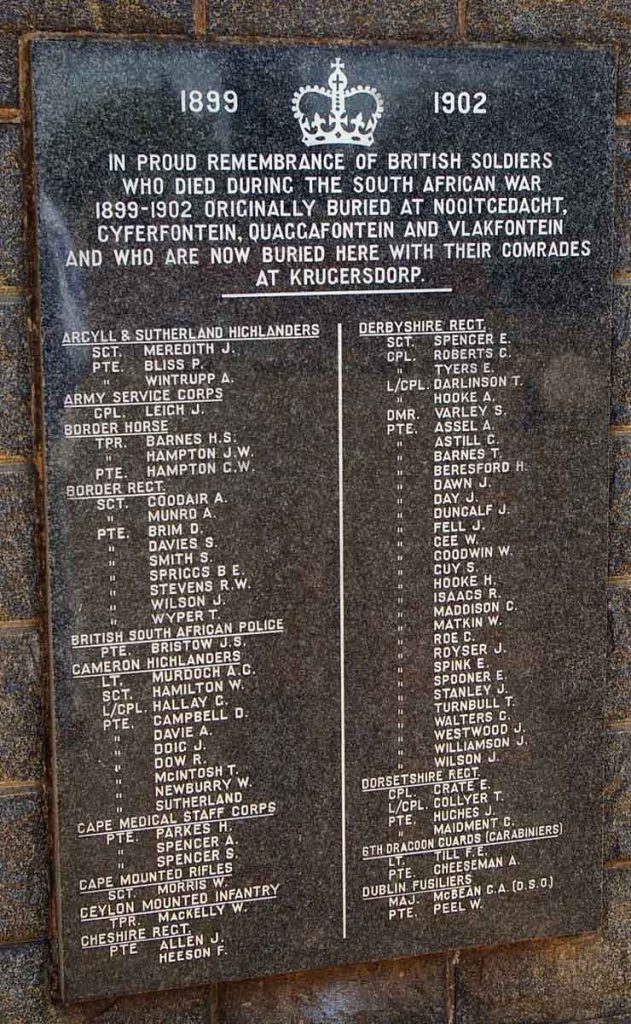 1899 1902
IN PROUD REMEMBRANCE OF BRITISH SOLDIERS
WHO DIED DURING THE SOUTH AFRICAN WAR
1899-1902 ORIGINALLY BURIED AT NOOITGEDACHT,
CYFERFONTEIN, QUAGGAFONTEIN AND VLAKFONTEIN
AND WHO ARE NOW BURIED HERE WITH THEIR COMRADES
AT KRUGERSDORP.
ARGYLL & SUTHERLAND HIGHLANDERS
SGT. MEREDITH J.
PTE. BLISS P.
" WINTRUPP A.
ARMY SERVICE CORPS
CPL. LEIGH J.
BORDER HORSE
TPR. BARNES H.S.
" HAMPTON J.W.
PTE. HAMPTON G.W.
BORDER REGT.
SGT. GOODAIR A.
" MUNRO A.
PTE. BRIM D.
" DAVIES S.
" SMITH S.
" SPRIGGS B E.
" STEVENS R.W.
" WILSON J.
" WYPER T.
BRITISH SOUTH AFRICAN POLICE
PTE. BRISTOW J.S.
CAMERON HIGHLANDERS
LT. MURDOCH A.C.
SGT. HAMILTON W.
L/CPL. HALLAY G.
PTE. CAMPBELL D.
" DAVIE A.
" DOIG J.
" DOW R.
" McINTOSH T.
" NEWBURRY W.
" SUTHERLAND
CAPE MEDICAL STAFF CORPS
PTE. PARKES H.
" SPENCER A.
" SPENCER S.
CAPE MOUNTED RIFLES
SGT. MORRIS W.
CEYLON MOUNTED INFANTRY
TPR. MACKELLY W.
CHESHIRE REGT.
PTE ALLEN J.
HEESON F.
DERBYSHIRE REGT.
SGT. SPENCER E.
CPL. ROBERTS C.
" TYERS E.
L/CPL. DARLINSON T.
" HOOKE A.
DMR. VARLEY S.
PTE. ASSEL A.
" ASTILL C.
" BARNES T.
" BERESFORD H.
" DAWN J.
" DAY J.
" DUNCALF J.
" FELL J.
" GEE W.
" GOODWIN W.
" GUY S.
" HOOKE H.
" ISAACS R.
" MADDISON C.
" MATKIN W.
" ROE C.
" ROYSER J.
" SPINK E.
" SPOONER E.
" STANLEY J.
" TURNBULL T.
" WALTERS C.
" WESTWOOD J.
" WILLIAMSON J.
" WILSON J.
DORSETSHIRE REGT.
CPL. CRATE E.
L/CPL. COLLYER T.
PTE. HUGHES J.
" MAIDMENT C.
6TH DRAGOON GUARDS (CARABINIERS)
LT. TILL F.E.
PTE. CHEESEMAN A.
DUBLIN FUSILIERS
MAJ. McBEAN C.A. (D.S.O.)
PTE. PEEL W.